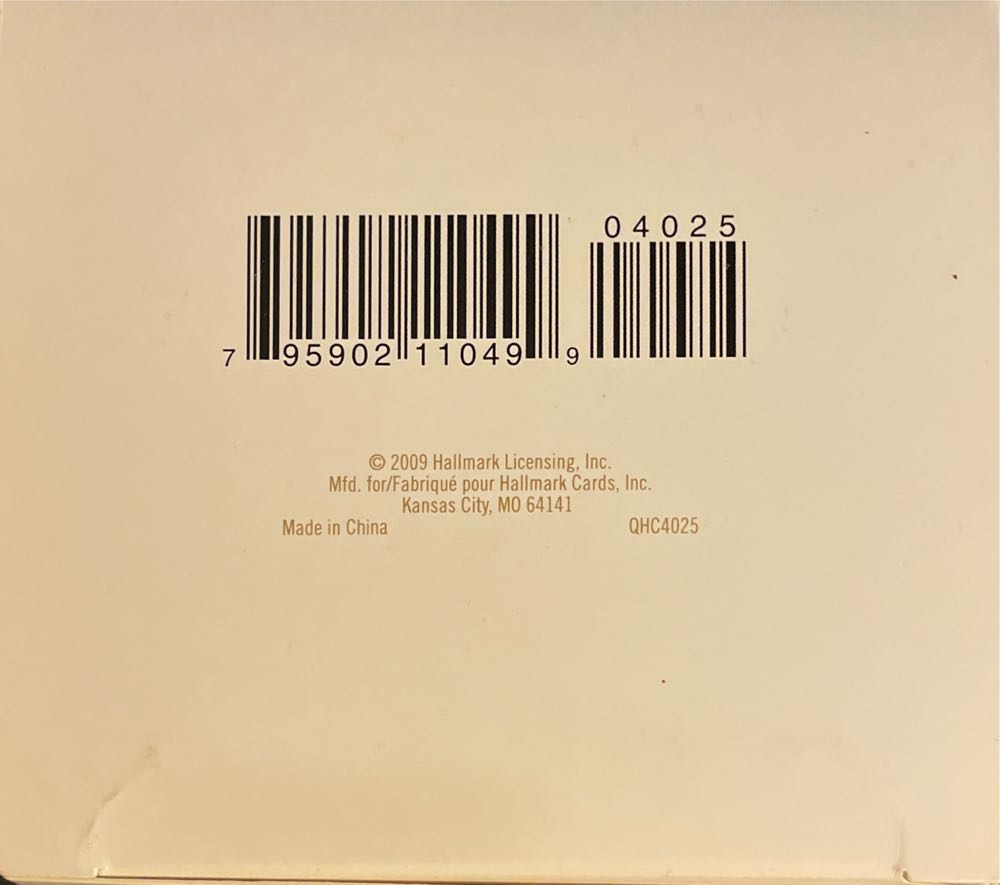 04025
7 95902 11049 9
© 2009 Hallmark Licensing, Inc.
Mfd. for/Fabriqué pour Hallmark Cards, Inc.
Kansas City, MO 64141
Made in China QHC4025